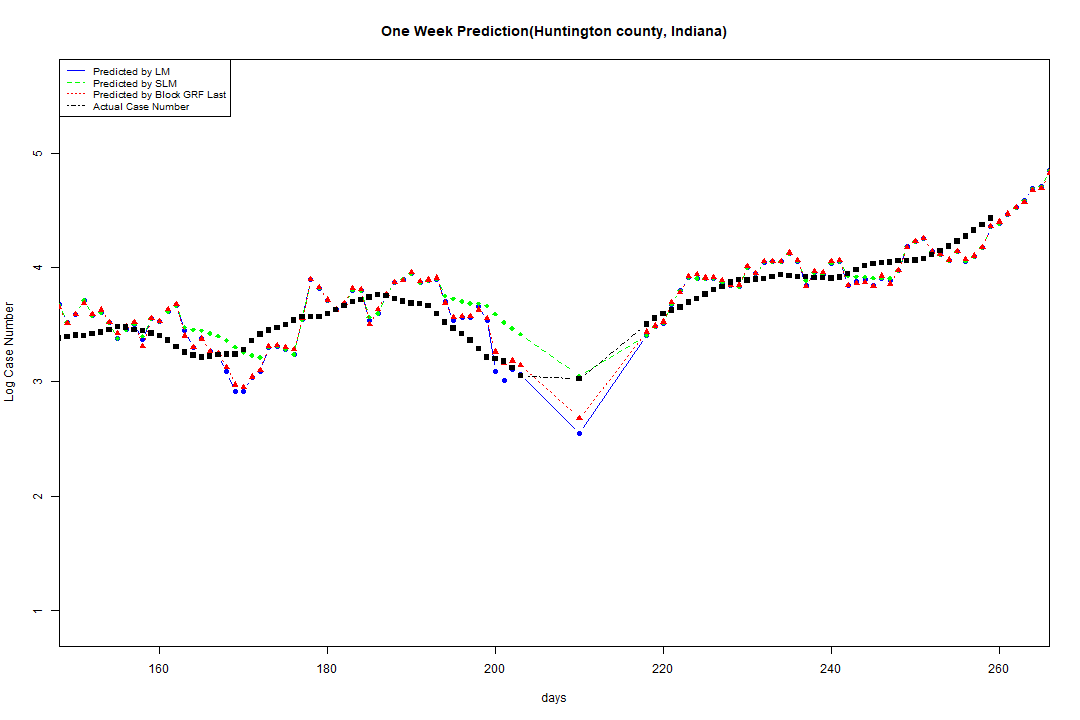 One Week Prediction(Huntington county, Indiana)
Predicted by LM
Predicted by SLM
Predicted by Block GRF Last
Actual Case Number
5
4
3
2
1
Log Case Number
160 180 200 220 240 260
days